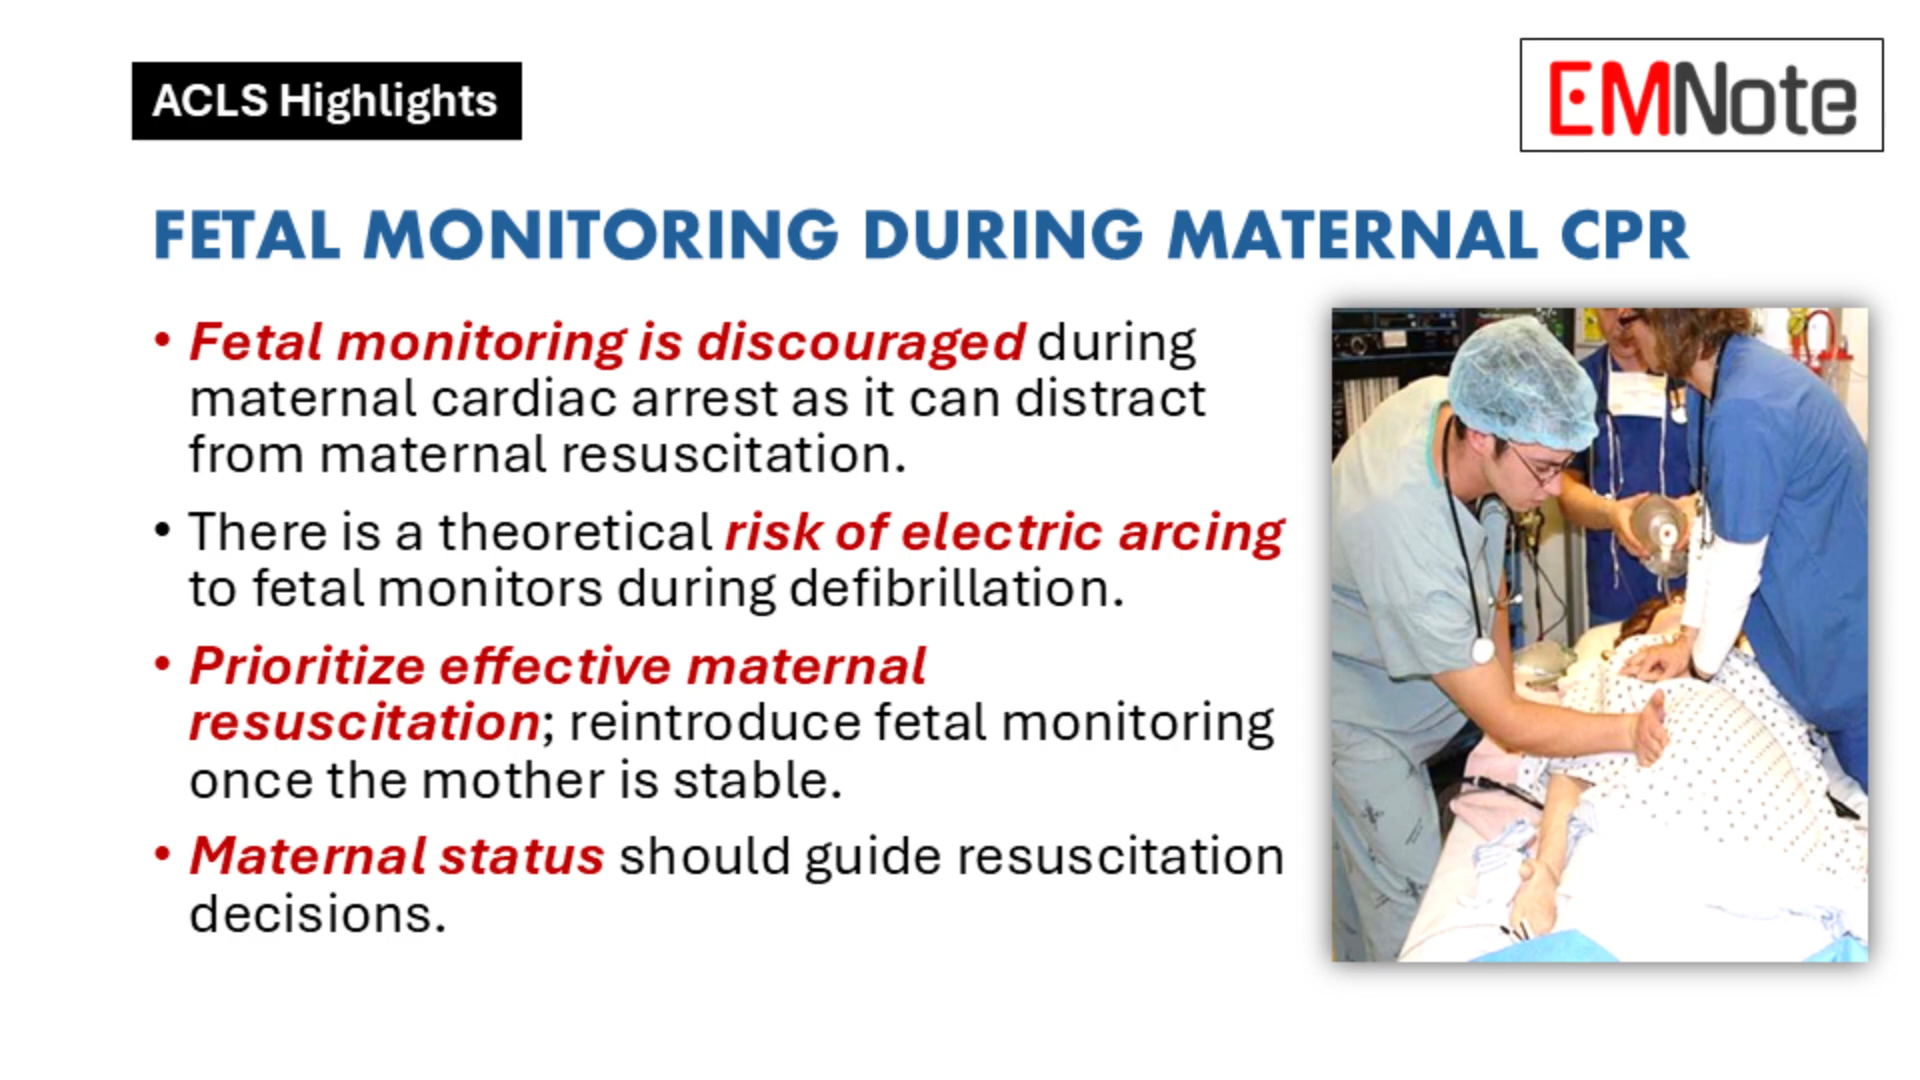 ACLS Highlights
EMNote
FETAL MONITORING DURING MATERNAL CPR
• Fetal monitoring is discouraged during
maternal cardiac arrest as it can distract
from maternal resuscitation.
• There is a theoretical risk of electric arcing
to fetal monitors during defibrillation.
• Prioritize effective maternal
resuscitation; reintroduce fetal monitoring
once the mother is stable.
• Maternal status should guide resuscitation
decisions.